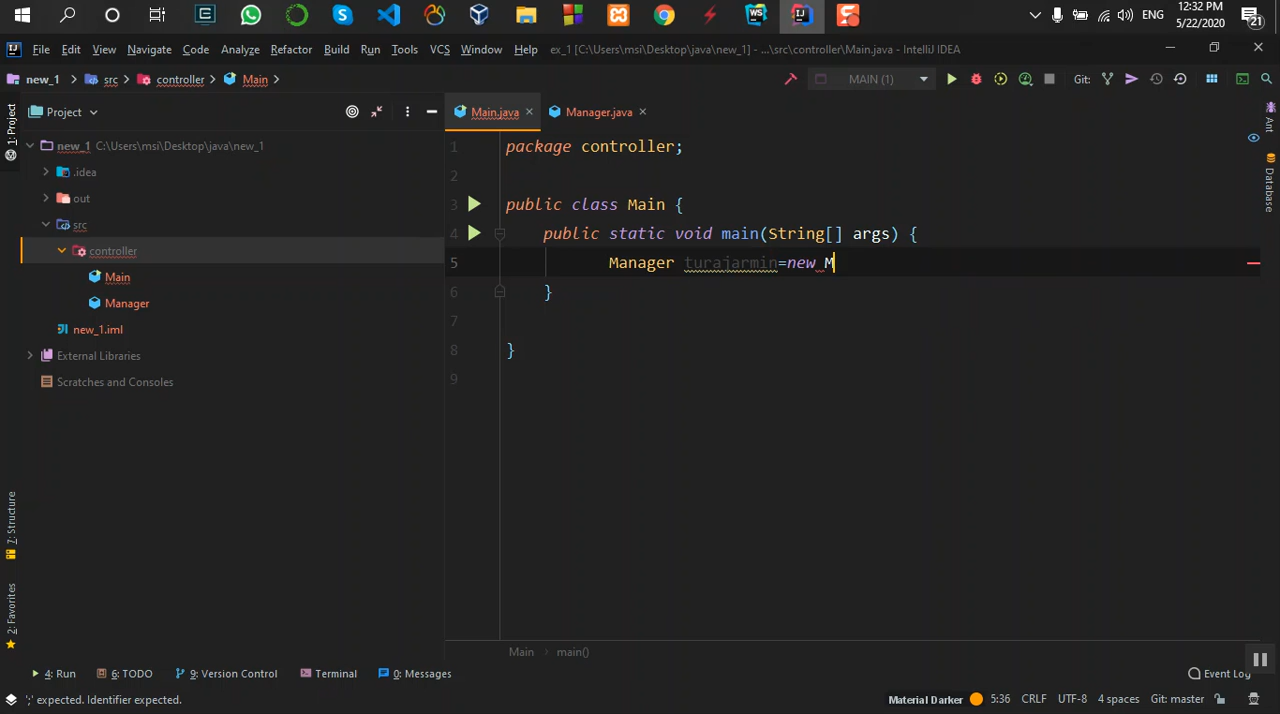 ENG
12:32 PM
5/22/2020
21
File Edit View Navigate Code Analyze Refactor Build Run Tools VCS Window Help ex_1 [C:\Users\msi\Desktop\java\new_1] - ...\src\controller\Main.java - IntelliJ IDEA
new_1 src controller Main MAIN (1) Git:
1: Project
Project
Main.java
Manager.java
new_1 C:\Users\msi\Desktop\java\new_1
.idea
out
src
controller
Main
Manager
new_1.iml
External Libraries
Scratches and Consoles
1 package controller;
2
3 public class Main {
4 public static void main(String[] args) {
5 Manager turajarmin=new M
6 }
7
8 }
9
Ant
Database
7: Structure
2: Favorites
Main main()
4: Run 6: TODO 9: Version Control Terminal 0: Messages Event Log
';' expected. Identifier expected. Material Darker 5:36 CRLF UTF-8 4 spaces Git: master